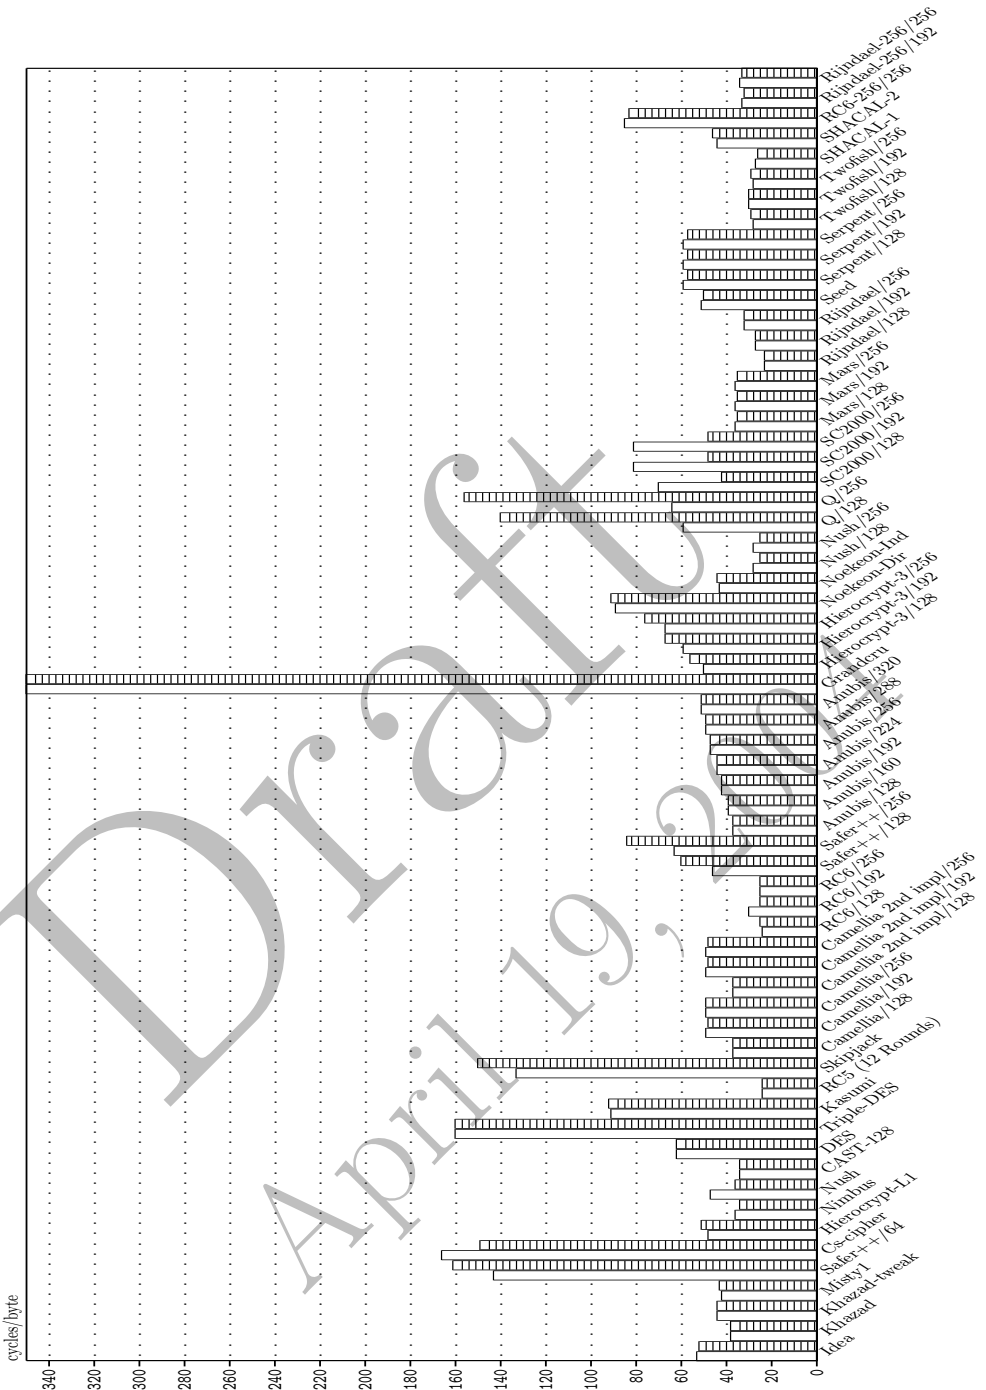 cycles/byte
340
320
300
280
260
240
220
200
180
160
140
120
100
80
60
40
20
0
Idea
Khazad
Khazad-tweak
Misty1
Safer++/64
Cs-cipher
Hierocrypt-L1
Nimbus
Nush
CAST-128
DES
Triple-DES
Kasumi
RC5 (12 Rounds)
Skipjack
Camellia/128
Camellia/192
Camellia/256
Camellia 2nd impl/128
Camellia 2nd impl/192
Camellia 2nd impl/256
RC6/128
RC6/192
RC6/256
Safer++/128
Safer++/256
Anubis/128
Anubis/160
Anubis/192
Anubis/224
Anubis/256
Anubis/288
Anubis/320
Grandcru
Hierocrypt-3/128
Hierocrypt-3/192
Hierocrypt-3/256
Noekeon-Dir
Noekeon-Ind
Nush/128
Nush/256
Q/128
Q/256
SC2000/128
SC2000/192
SC2000/256
Mars/128
Mars/192
Mars/256
Rijndael/128
Rijndael/192
Rijndael/256
Seed
Serpent/128
Serpent/192
Serpent/256
Twofish/128
Twofish/192
Twofish/256
SHACAL-1
SHACAL-2
RC6-256/256
Rijndael-256/192
Rijndael-256/256
Draft
April 19, 2004